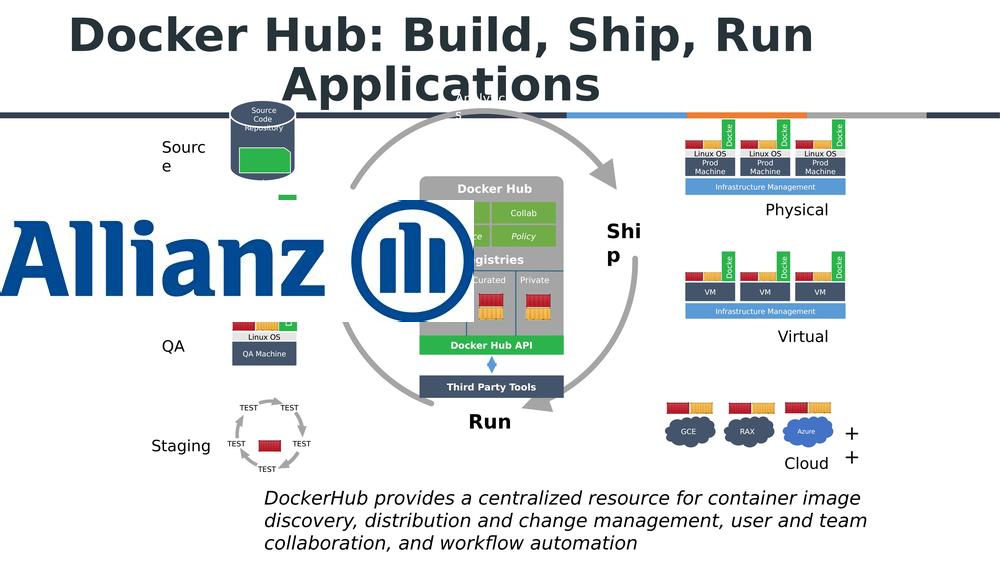 Docker Hub: Build, Ship, Run
Applications
Source
Code
Repository
Sourc
e
Allianz
QA
Linux OS
QA Machine
Staging
TEST
TEST
TEST
TEST
TEST
Docker Hub
Collab
Policy
Curated
Private
Docker Hub API
Third Party Tools
Shi
p
Run
Docke
Docke
Docke
Linux OS
Linux OS
Linux OS
Prod
Machine
Prod
Machine
Prod
Machine
Infrastructure Management
Physical
Docke
Docke
Docke
VM
VM
VM
Infrastructure Management
Virtual
GCE
RAX
Azure
+
+
Cloud
DockerHub provides a centralized resource for container image
discovery, distribution and change management, user and team
collaboration, and workflow automation